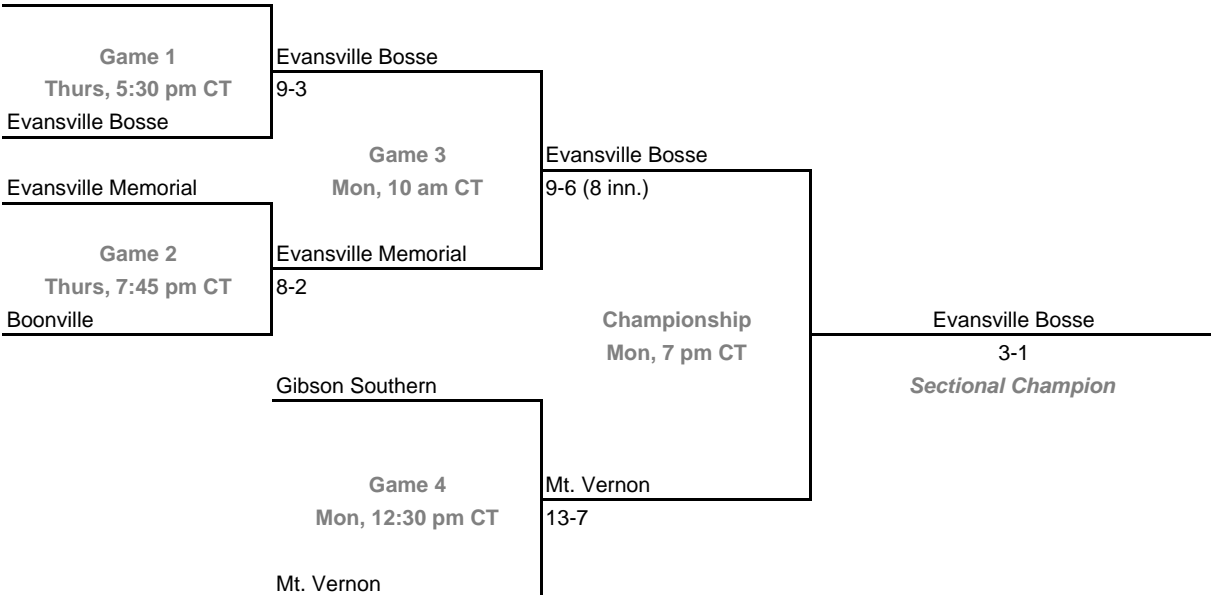 Game 1
Evansville Bosse
Thurs, 5:30 pm CT
9-3
Evansville Bosse
Game 3
Evansville Bosse
Evansville Memorial
Mon, 10 am CT
9-6 (8 inn.)
Game 2
Evansville Memorial
Thurs, 7:45 pm CT
8-2
Boonville
Championship
Evansville Bosse
Mon, 7 pm CT
3-1
Gibson Southern
Sectional Champion
Game 4
Mt. Vernon
Mon, 12:30 pm CT
13-7
Mt. Vernon